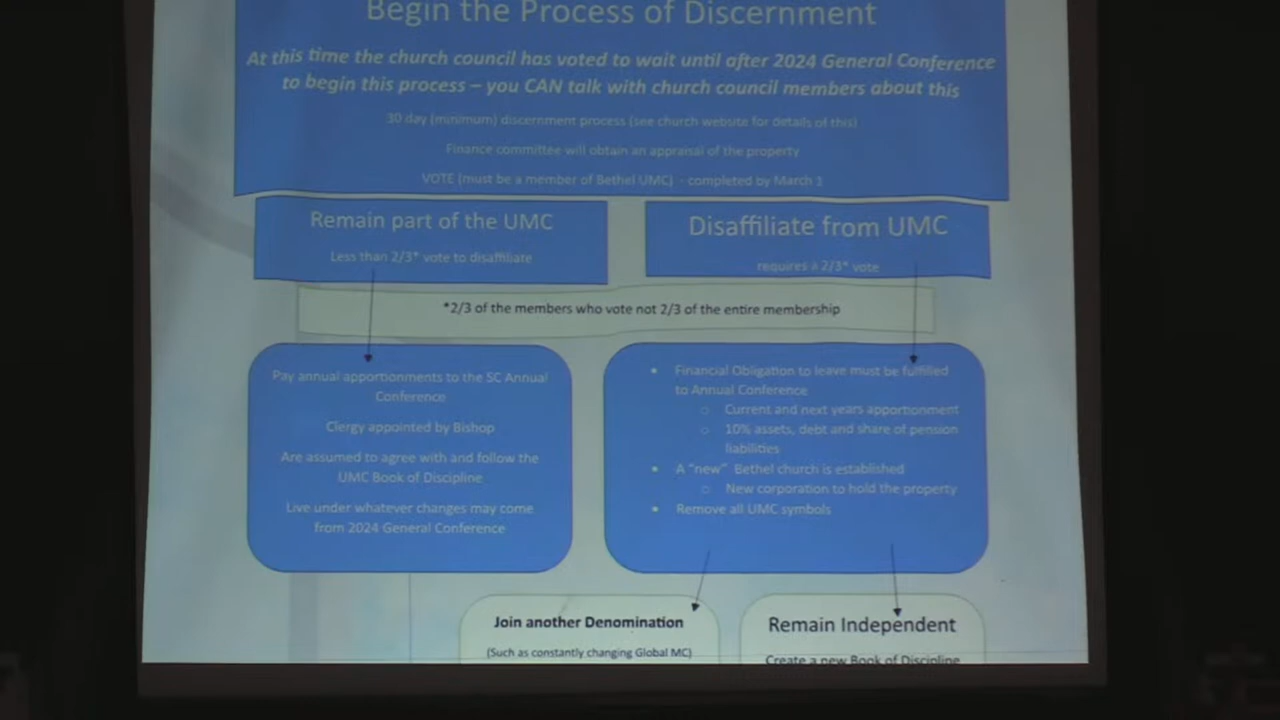 Begin the Process of Discernment
At this time the church council has voted to wait until after 2024 General Conference
to begin this process – you CAN talk with church council members about this
30 day (minimum) discernment process (see church website for details of this)
Finance committee will obtain an appraisal of the property
VOTE (must be a member of Bethel UMC) - completed by March 1
Remain part of the UMC
Less than 2/3* vote to disaffiliate
Disaffiliate from UMC
requires a 2/3* vote
*2/3 of the members who vote not 2/3 of the entire membership
Pay annual apportionments to the SC Annual
Conference
Clergy appointed by Bishop
Are assumed to agree with and follow the
UMC Book of Discipline
Live under whatever changes may come
from 2024 General Conference
• Financial Obligation to leave must be fulfilled
to Annual Conference
○ Current and next years apportionment
○ 10% assets, debt and share of pension
liabilities
• A "new" Bethel church is established
○ New corporation to hold the property
• Remove all UMC symbols
Join another Denomination
(Such as constantly changing Global MC)
Remain Independent
Create a new Book of Discipline